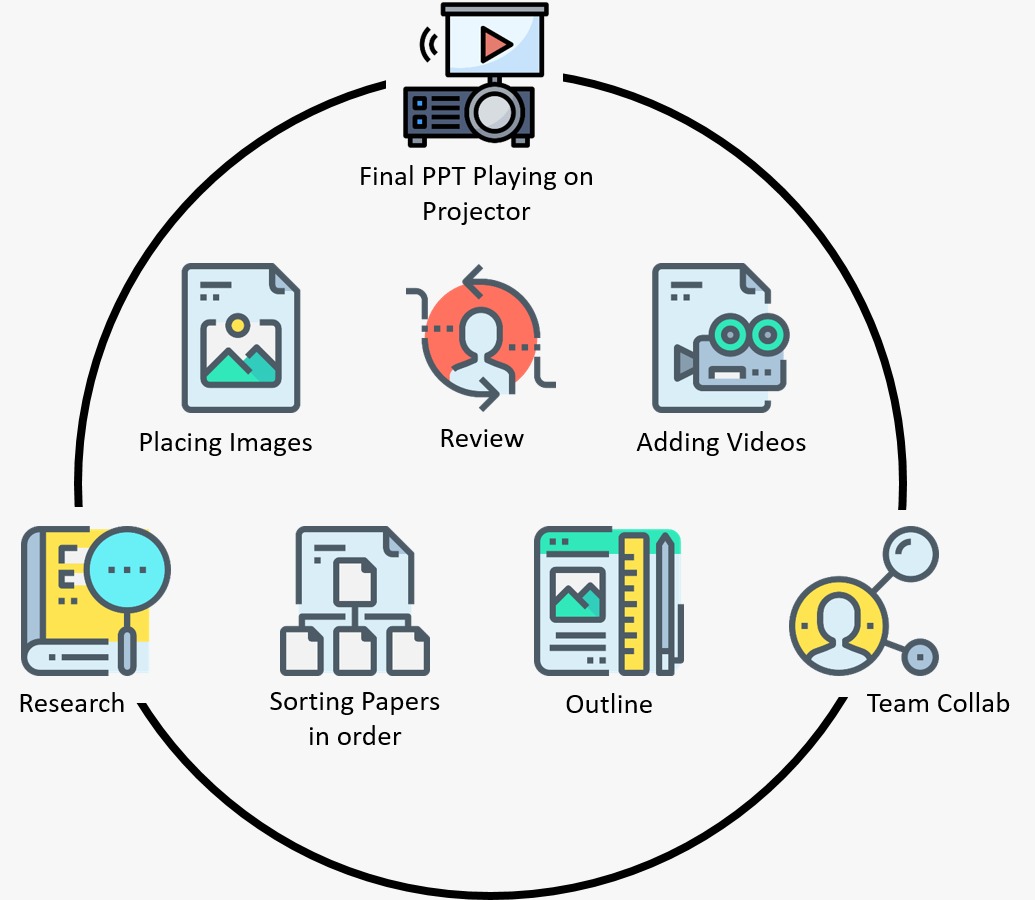 Final PPT Playing on
Projector
Placing Images
Review
Adding Videos
Research
Sorting Papers
in order
Outline
Team Collab